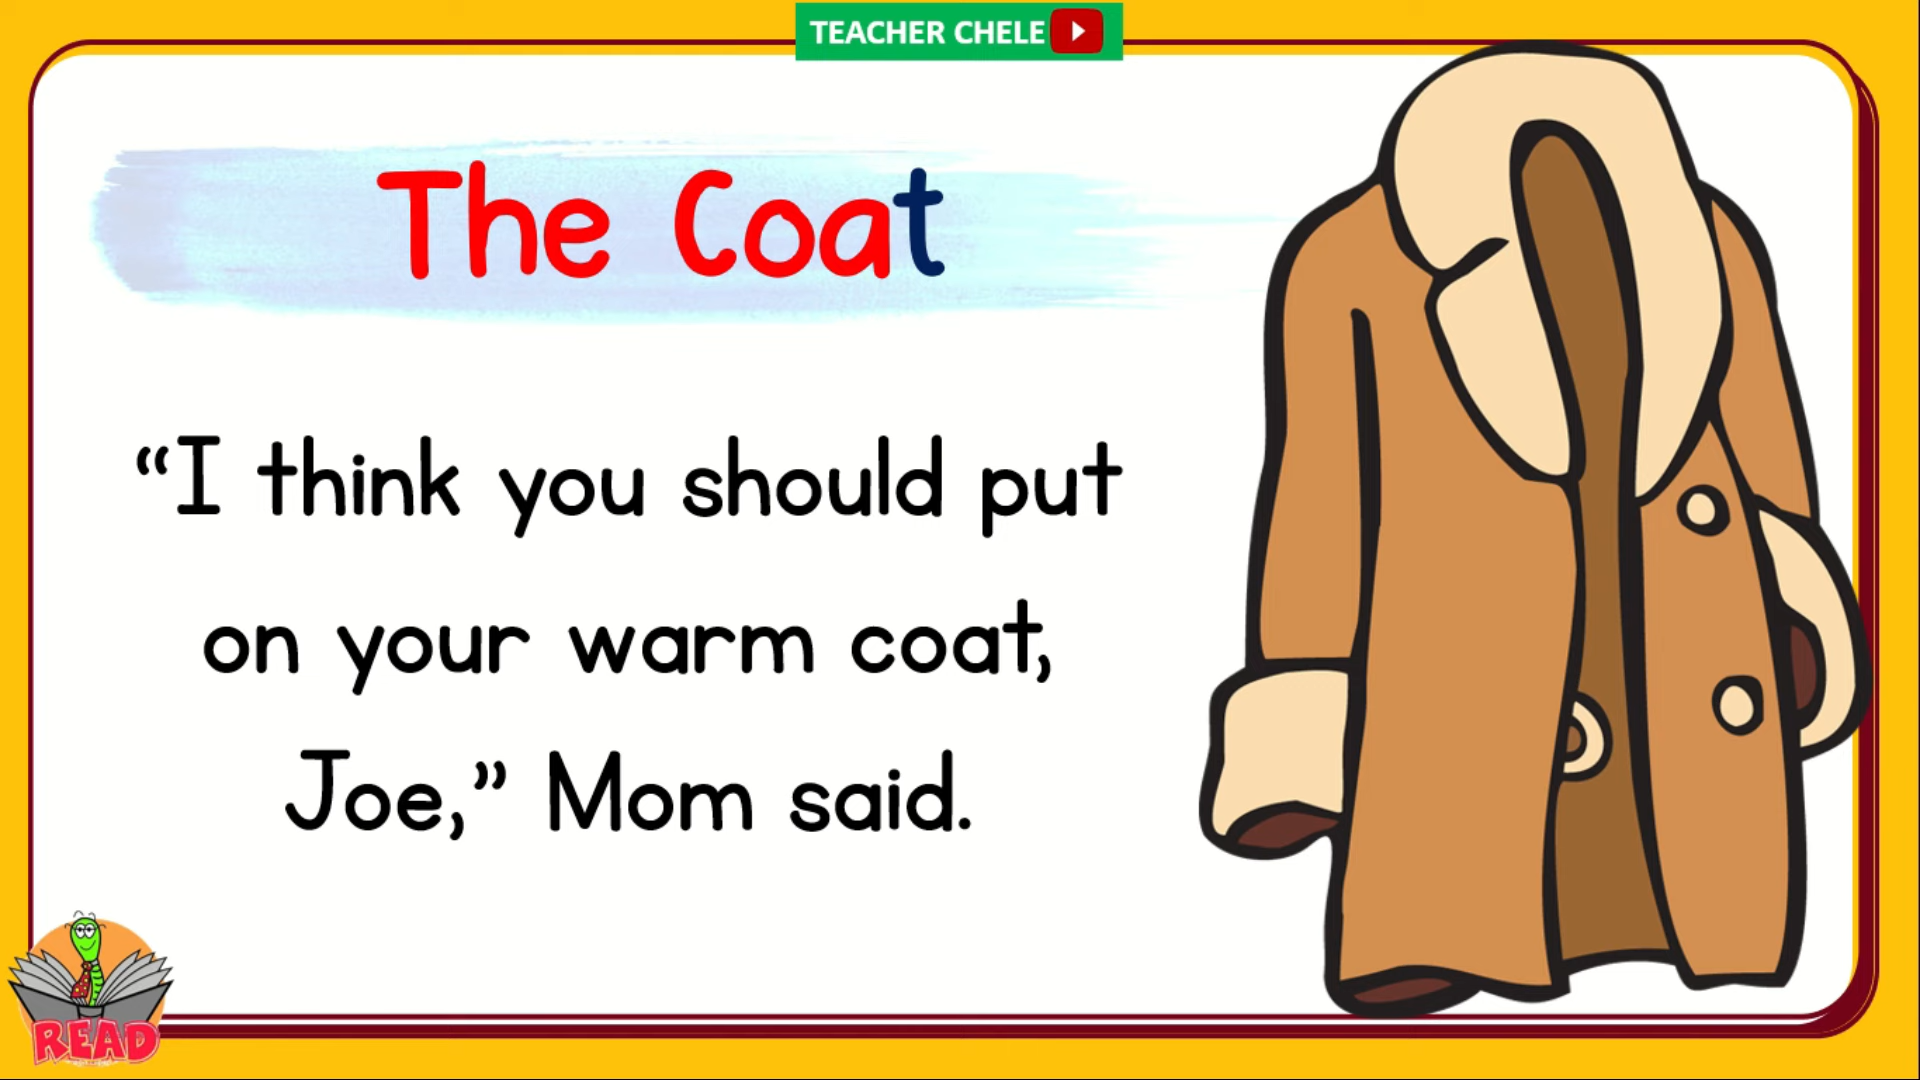 TEACHER CHELE
The Coat
“I think you should put
on your warm coat,
Joe,” Mom said.
READ